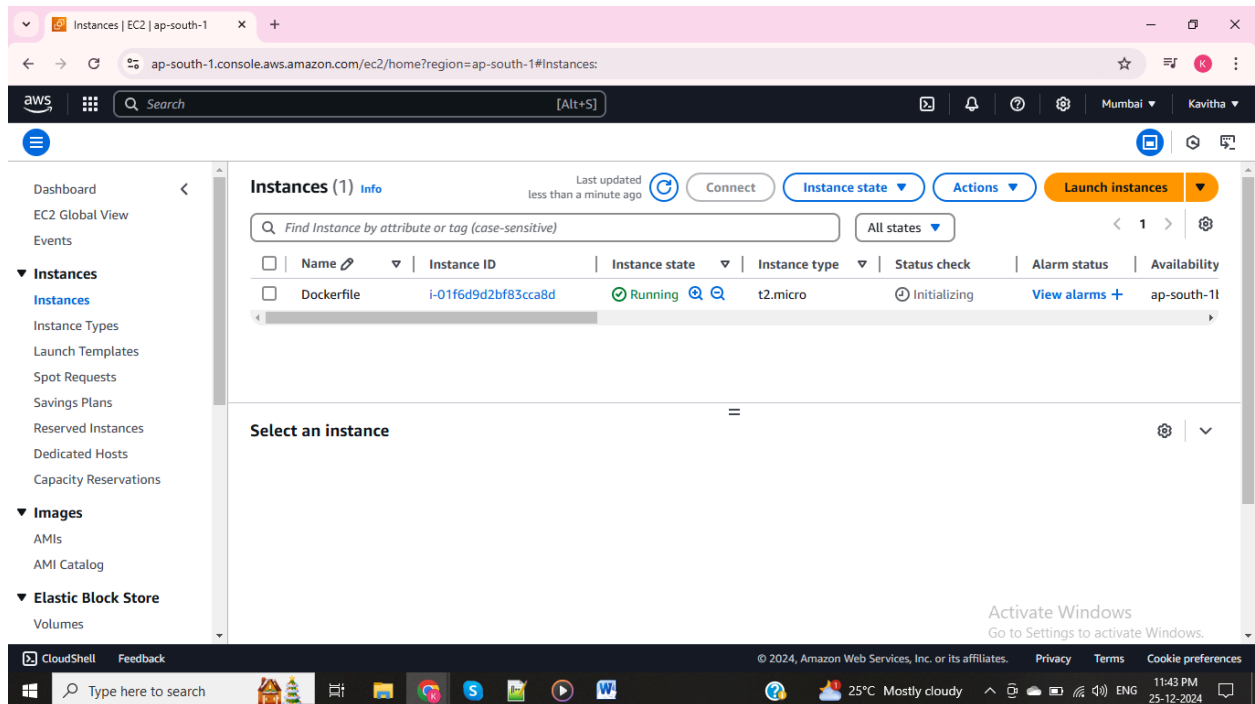 Instances | EC2 | ap-south-1
ap-south-1.console.aws.amazon.com/ec2/home?region=ap-south-1#Instances:
K
aws Search [Alt+S] Mumbai Kavitha
Dashboard
EC2 Global View
Events
Instances
Instances
Instance Types
Launch Templates
Spot Requests
Savings Plans
Reserved Instances
Dedicated Hosts
Capacity Reservations
Images
AMIs
AMI Catalog
Elastic Block Store
Volumes
Instances (1) Info
Last updated
less than a minute ago
Connect Instance state Actions Launch instances
Find Instance by attribute or tag (case-sensitive) All states 1
Name Instance ID Instance state Instance type Status check Alarm status Availability
Dockerfile i-01f6d9d2bf83cca8d Running t2.micro Initializing View alarms + ap-south-1b
Select an instance
Activate Windows
Go to Settings to activate Windows.
CloudShell Feedback © 2024, Amazon Web Services, Inc. or its affiliates. Privacy Terms Cookie preferences
Type here to search 25°C Mostly cloudy ENG 11:43 PM
25-12-2024